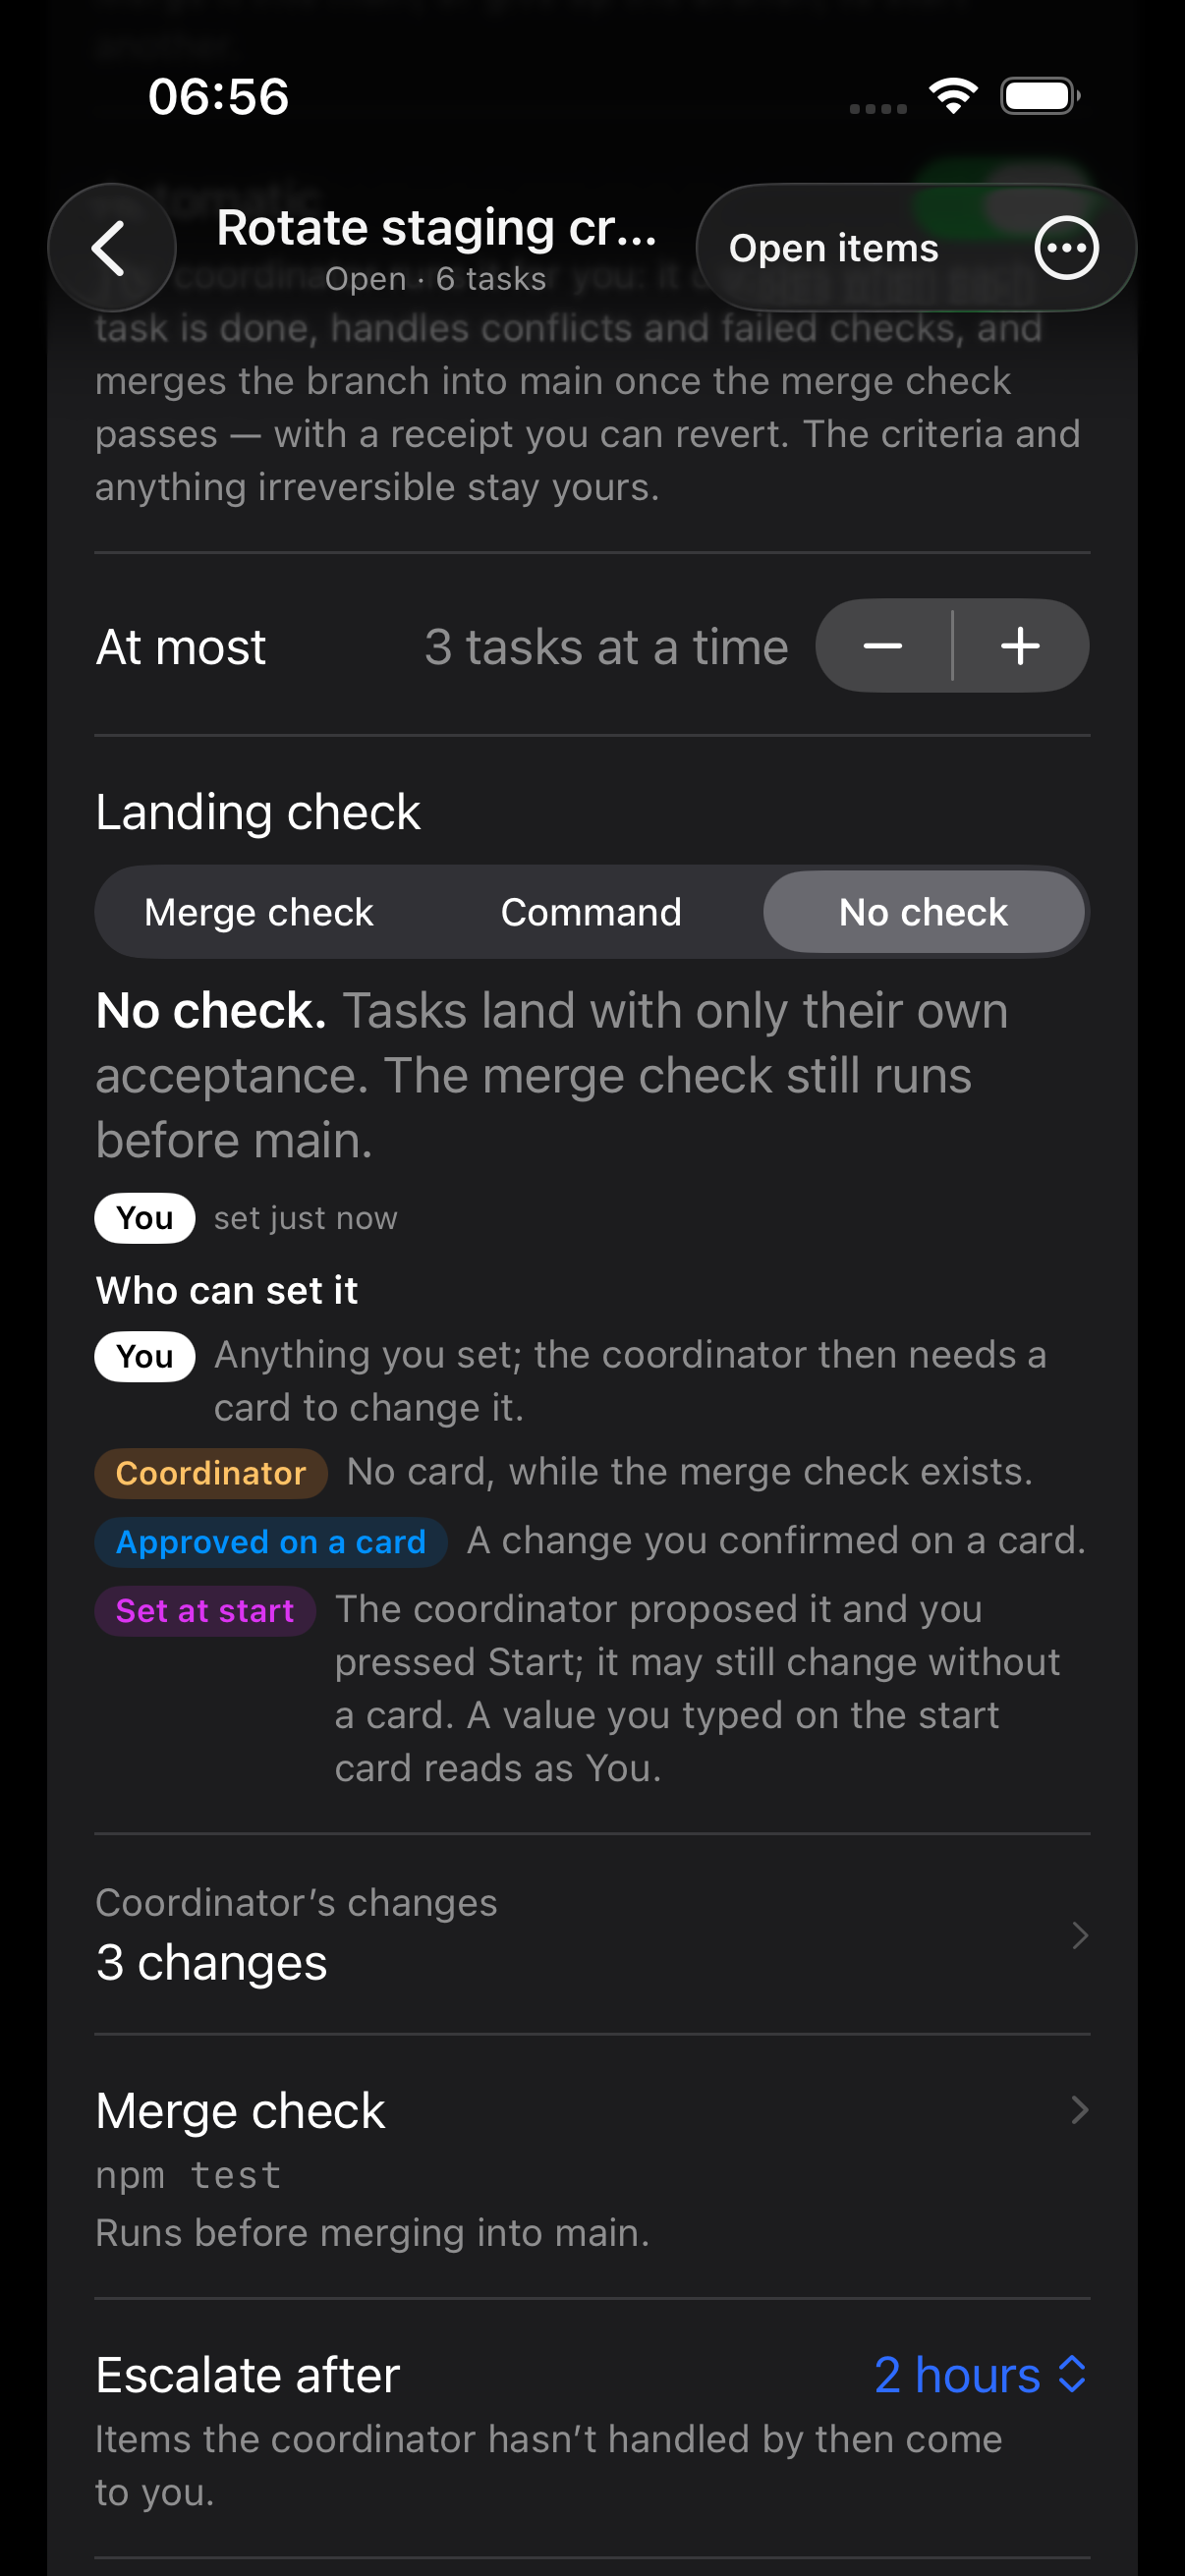 06:56
Rotate staging cr...
Open · 6 tasks
Open items
task is done, handles conflicts and failed checks, and
merges the branch into main once the merge check
passes — with a receipt you can revert. The criteria and
anything irreversible stay yours.
At most
3 tasks at a time
Landing check
Merge check
Command
No check
No check. Tasks land with only their own
acceptance. The merge check still runs
before main.
You set just now
Who can set it
You Anything you set; the coordinator then needs a
card to change it.
Coordinator No card, while the merge check exists.
Approved on a card A change you confirmed on a card.
Set at start The coordinator proposed it and you
pressed Start; it may still change without
a card. A value you typed on the start
card reads as You.
Coordinator’s changes
3 changes
Merge check
npm test
Runs before merging into main.
Escalate after
2 hours
Items the coordinator hasn’t handled by then come
to you.